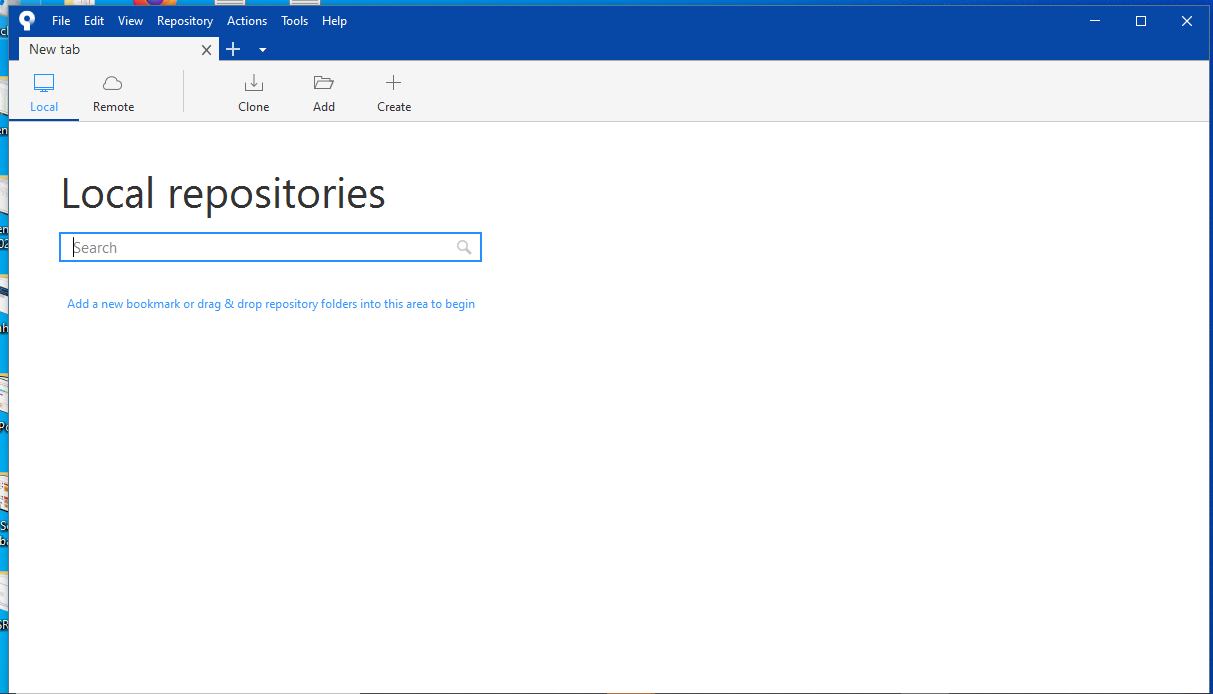 File Edit View Repository Actions Tools Help
New tab
Local Remote Clone Add Create
Local repositories
Search
Add a new bookmark or drag & drop repository folders into this area to begin